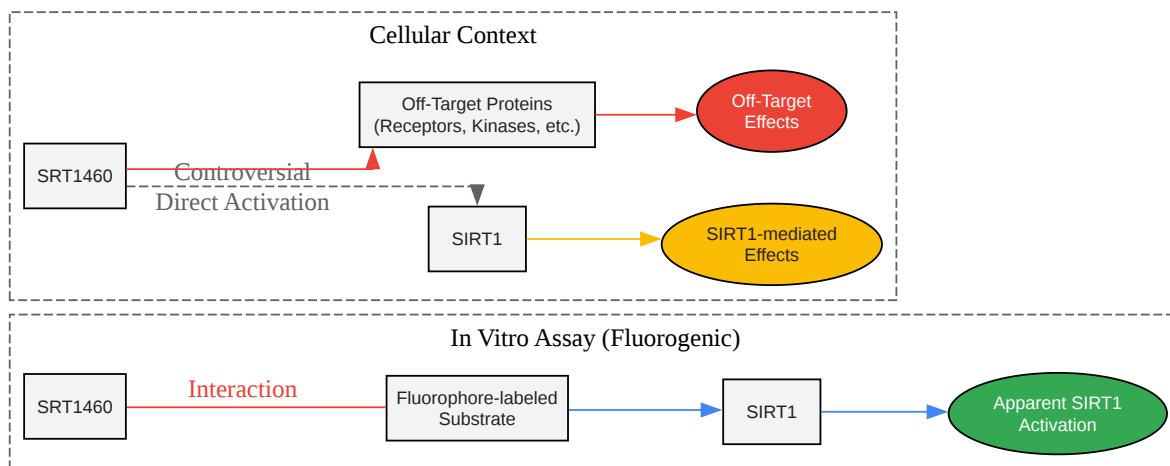 Cellular Context
Off-Target Proteins
(Receptors, Kinases, etc.)
Off-Target
Effects
SRT1460
Controversial
Direct Activation
SIRT1
SIRT1-mediated
Effects
In Vitro Assay (Fluorogenic)
SRT1460
Interaction
Fluorophore-labeled
Substrate
SIRT1
Apparent SIRT1
Activation